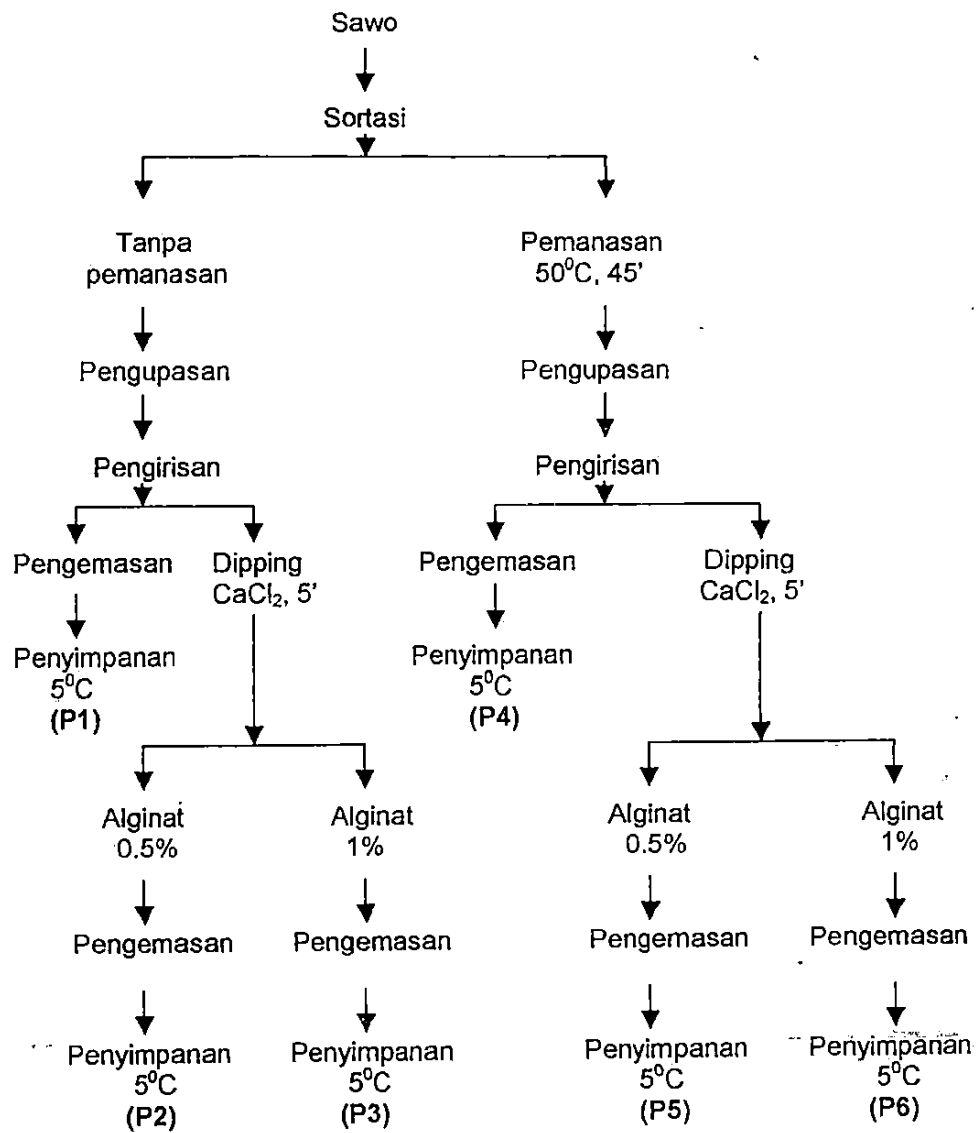 Sawo
Sortasi
Tanpa
pemanasan
Pemanasan
50⁰C, 45'
Pengupasan
Pengupasan
Pengirisan
Pengirisan
Pengemasan
Dipping
CaCl₂, 5'
Pengemasan
Dipping
CaCl₂, 5'
Penyimpanan
5⁰C
(P1)
Penyimpanan
5⁰C
(P4)
Alginat
0.5%
Alginat
1%
Alginat
0.5%
Alginat
1%
Pengemasan
Pengemasan
Pengemasan
Pengemasan
Penyimpanan
5⁰C
(P2)
Penyimpanan
5⁰C
(P3)
Penyimpanan
5⁰C
(P5)
Penyimpanan
5⁰C
(P6)